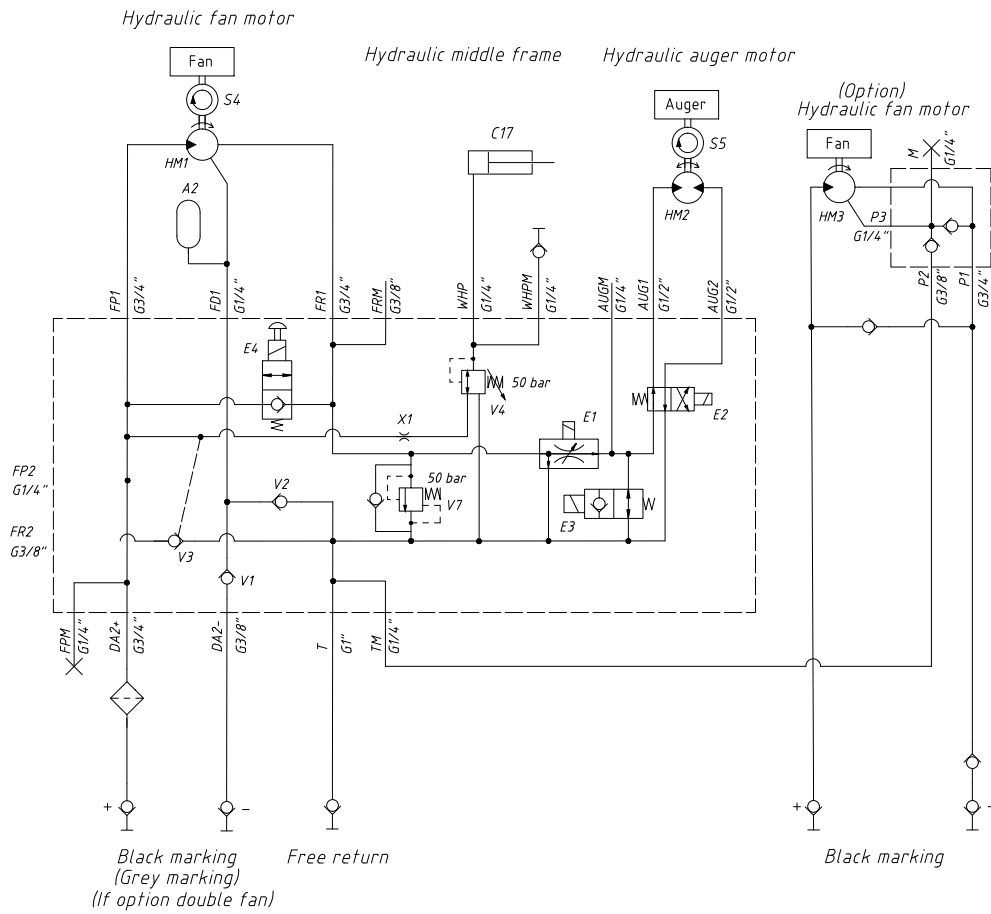 Hydraulic fan motor
Hydraulic middle frame
Hydraulic auger motor
(Option)
Hydraulic fan motor
Fan
S4
HM1
A2
C17
Auger
S5
HM2
Fan
HM3
M
G1/4"
P3
G1/4"
P2
G3/8"
P1
G3/4"
FP1
G3/4"
FD1
G1/4"
FR1
G3/4"
FRM
G3/8"
WHP
G1/4"
WHPM
G1/4"
AUGM
G1/4"
AUG1
G1/2"
AUG2
G1/2"
E4
50 bar
V4
E1
E2
X1
FP2
G1/4"
50 bar
V7
V2
E3
FR2
G3/8"
V3
V1
FPM
G1/4"
DA2+
G3/4"
DA2-
G3/8"
T
G1"
TM
G1/4"
+
-
+
-
Black marking
(Grey marking)
(If option double fan)
Free return
Black marking